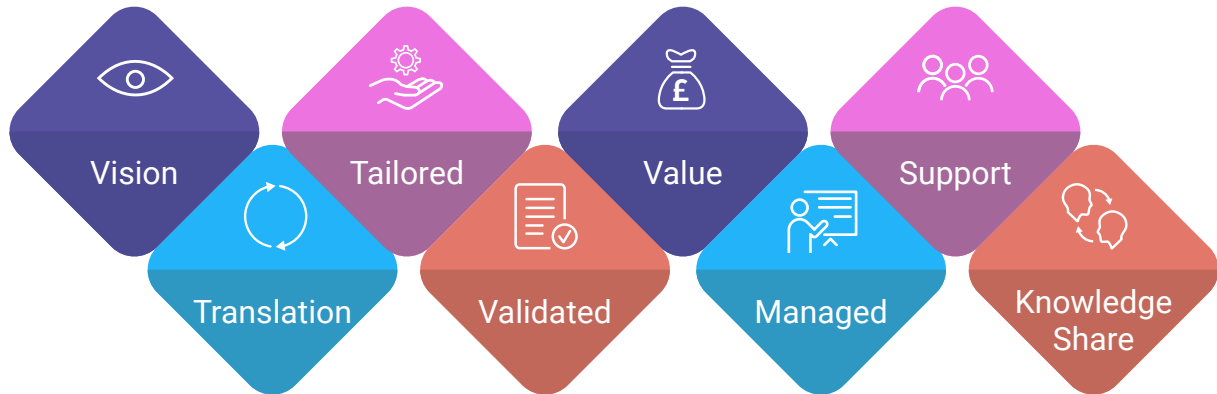 Vision
Translation
Tailored
Validated
£
Value
Managed
Support
Knowledge
Share